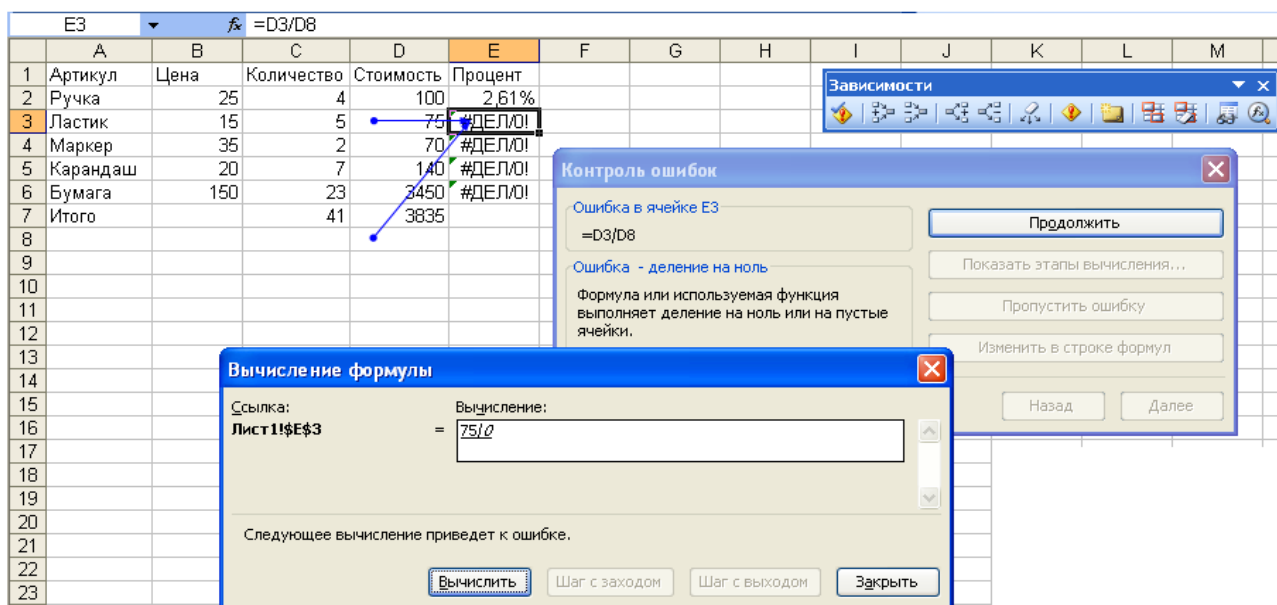 E3 fx =D3/D8
A B C D E F G H I J K L M
1 Артикул Цена Количество Стоимость Процент
2 Ручка 25 4 100 2,61%
3 Ластик 15 5 75 #ДЕЛ/0!
4 Маркер 35 2 70 #ДЕЛ/0!
5 Карандаш 20 7 140 #ДЕЛ/0!
6 Бумага 150 23 3450 #ДЕЛ/0!
7 Итого 41 3835
8
9
10
11
12
13
14
15
16
17
18
19
20
21
22
23
Зависимости
Контроль ошибок
Ошибка в ячейке E3
=D3/D8
Ошибка - деление на ноль
Формула или используемая функция
выполняет деление на ноль или на пустые
ячейки.
Продолжить
Показать этапы вычисления...
Пропустить ошибку
Изменить в строке формул
Назад Далее
Вычисление формулы
Ссылка: Вычисление:
Лист1!$E$3 = 75/0
Следующее вычисление приведет к ошибке.
Вычислить Шаг с заходом Шаг с выходом Закрыть